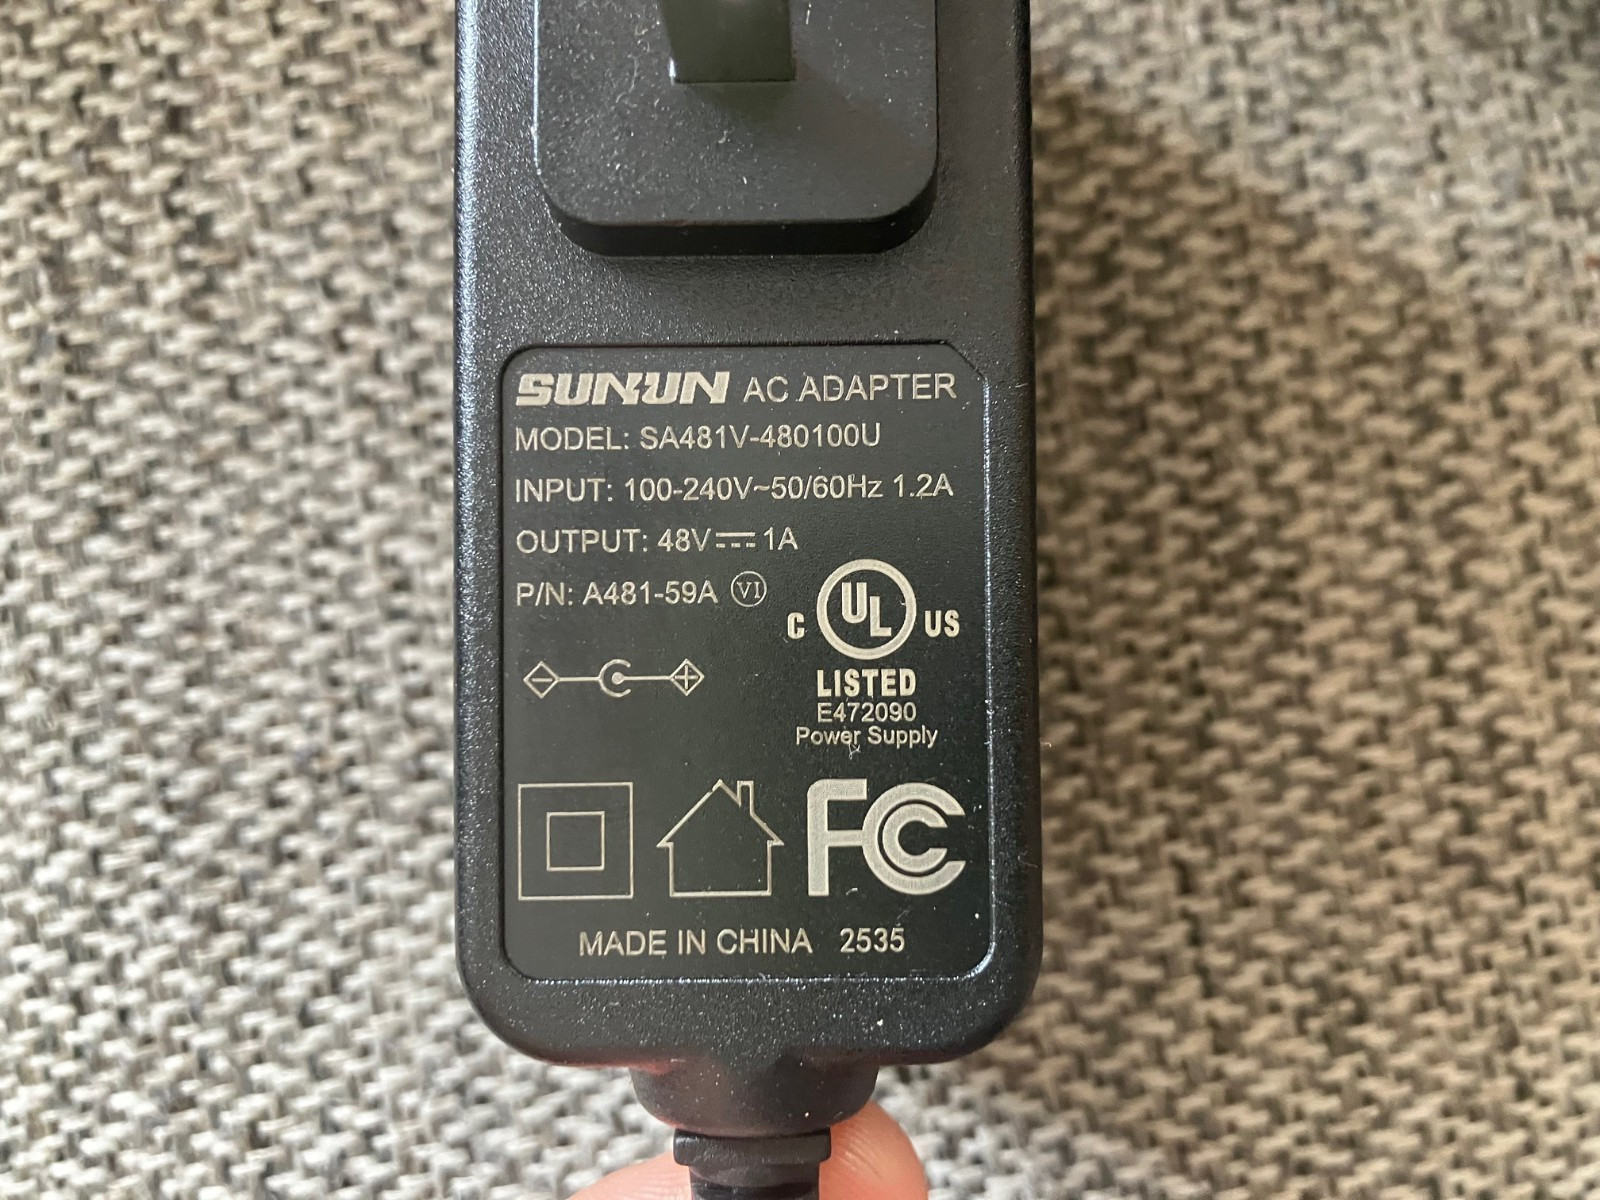 SUNUN AC ADAPTER
MODEL: SA481V-480100U
INPUT: 100-240V~50/60Hz 1.2A
OUTPUT: 48V⎓1A
P/N: A481-59A VI
C UL US
LISTED
E472090
Power Supply
FC
MADE IN CHINA 2535